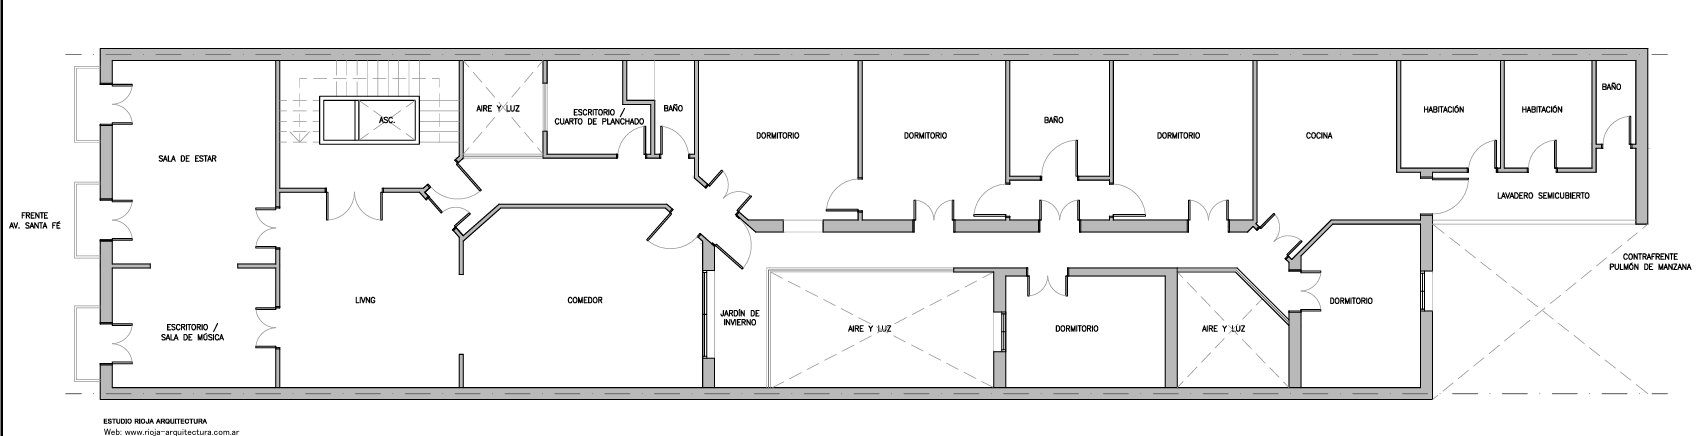 FRENTE
AV. SANTA FÉ
SALA DE ESTAR
ESCRITORIO /
SALA DE MÚSICA
ASC.
LIVNG
AIRE Y LUZ
ESCRITORIO /
CUARTO DE PLANCHADO
BAÑO
COMEDOR
DORMITORIO
JARDÍN DE
INVIERNO
AIRE Y LUZ
DORMITORIO
BAÑO
DORMITORIO
DORMITORIO
AIRE Y LUZ
COCINA
DORMITORIO
HABITACIÓN
HABITACIÓN
BAÑO
LAVADERO SEMICUBIERTO
CONTRAFRENTE
PULMÓN DE MANZANA
ESTUDIO RIOJA ARQUITECTURA
Web: www.rioja-arquitectura.com.ar